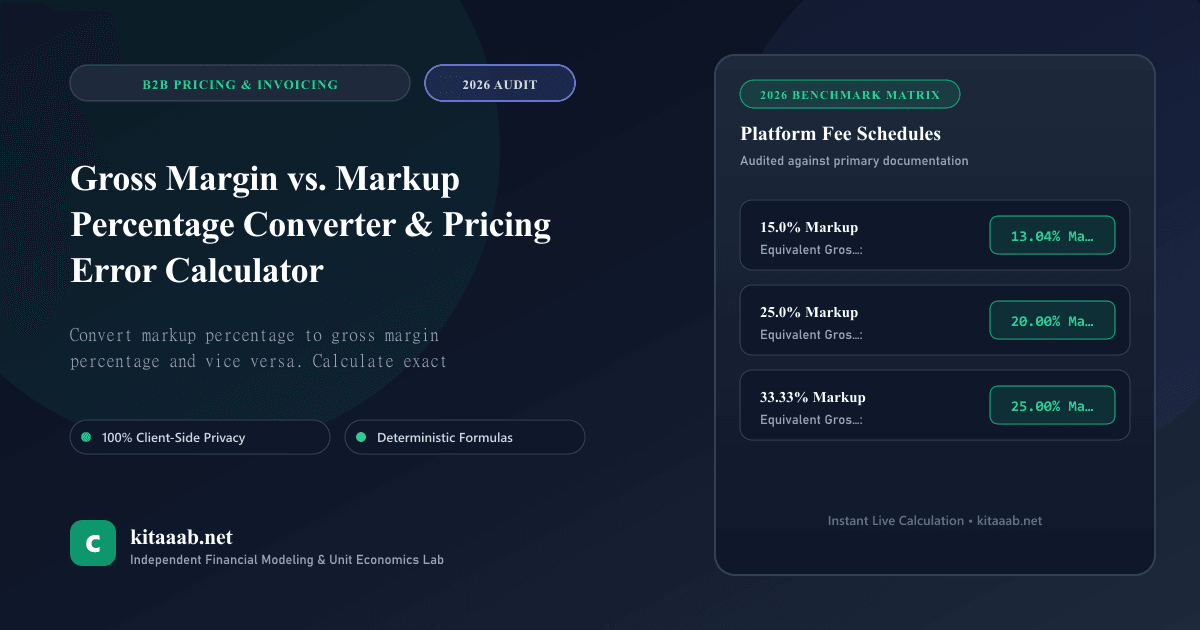 B2B PRICING & INVOICING
2026 AUDIT
Gross Margin vs. Markup
Percentage Converter & Pricing
Error Calculator
Convert markup percentage to gross margin
percentage and vice versa. Calculate exact
100% Client-Side Privacy
Deterministic Formulas
C
kitaaab.net
Independent Financial Modeling & Unit Economics Lab
2026 BENCHMARK MATRIX
Platform Fee Schedules
Audited against primary documentation
15.0% Markup
Equivalent Gros…:
13.04% Ma…
25.0% Markup
Equivalent Gros…:
20.00% Ma…
33.33% Markup
Equivalent Gros…:
25.00% Ma…
Instant Live Calculation • kitaaab.net